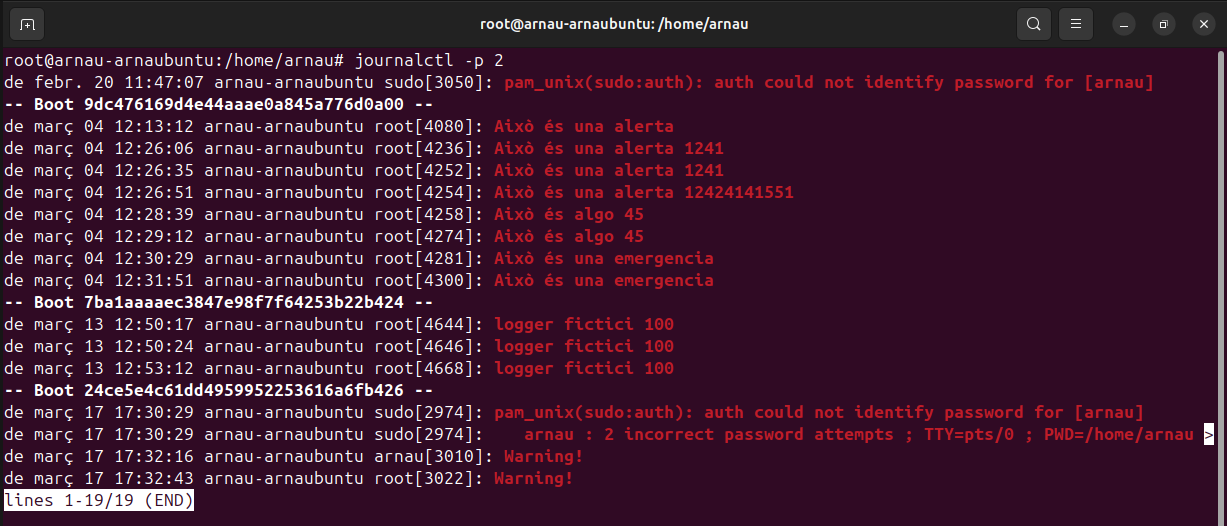 root@arnau-arnaubuntu: /home/arnau
root@arnau-arnaubuntu:/home/arnau# journalctl -p 2
de febr. 20 11:47:07 arnau-arnaubuntu sudo[3050]: pam_unix(sudo:auth): auth could not identify password for [arnau]
-- Boot 9dc476169d4e44aaae0a845a776d0a00 --
de març 04 12:13:12 arnau-arnaubuntu root[4080]: Això és una alerta
de març 04 12:26:06 arnau-arnaubuntu root[4236]: Això és una alerta 1241
de març 04 12:26:35 arnau-arnaubuntu root[4252]: Això és una alerta 1241
de març 04 12:26:51 arnau-arnaubuntu root[4254]: Això és una alerta 12424141551
de març 04 12:28:39 arnau-arnaubuntu root[4258]: Això és algo 45
de març 04 12:29:12 arnau-arnaubuntu root[4274]: Això és algo 45
de març 04 12:30:29 arnau-arnaubuntu root[4281]: Això és una emergencia
de març 04 12:31:51 arnau-arnaubuntu root[4300]: Això és una emergencia
-- Boot 7ba1aaaaec3847e98f7f64253b22b424 --
de març 13 12:50:17 arnau-arnaubuntu root[4644]: logger fictici 100
de març 13 12:50:24 arnau-arnaubuntu root[4646]: logger fictici 100
de març 13 12:53:12 arnau-arnaubuntu root[4668]: logger fictici 100
-- Boot 24ce5e4c61dd4959952253616a6fb426 --
de març 17 17:30:29 arnau-arnaubuntu sudo[2974]: pam_unix(sudo:auth): auth could not identify password for [arnau]
de març 17 17:30:29 arnau-arnaubuntu sudo[2974]:    arnau : 2 incorrect password attempts ; TTY=pts/0 ; PWD=/home/arnau >
de març 17 17:32:16 arnau-arnaubuntu arnau[3010]: Warning!
de març 17 17:32:43 arnau-arnaubuntu root[3022]: Warning!
lines 1-19/19 (END)